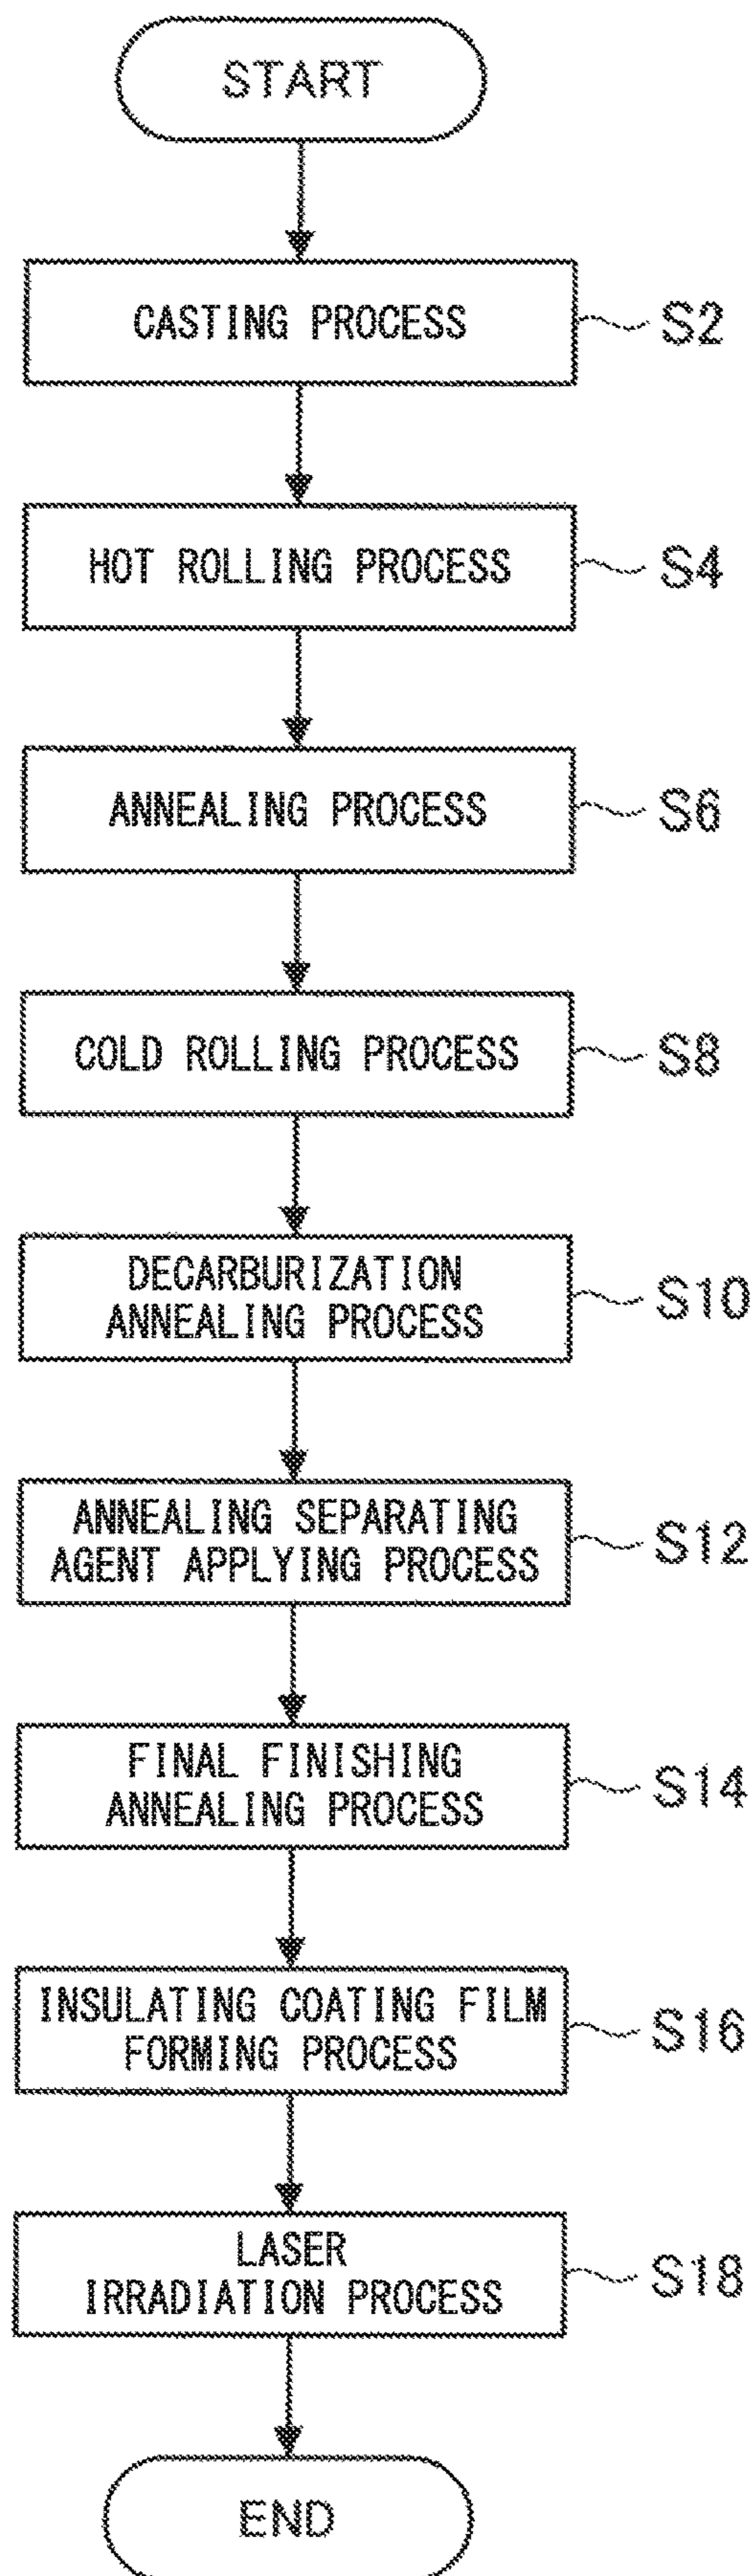 START
CASTING PROCESS
S2
HOT ROLLING PROCESS
S4
ANNEALING PROCESS
S6
COLD ROLLING PROCESS
S8
DECARBURIZATION
ANNEALING PROCESS
S10
ANNEALING SEPARATING
AGENT APPLYING PROCESS
S12
FINAL FINISHING
ANNEALING PROCESS
S14
INSULATING COATING FILM
FORMING PROCESS
S16
LASER
IRRADIATION PROCESS
S18
END